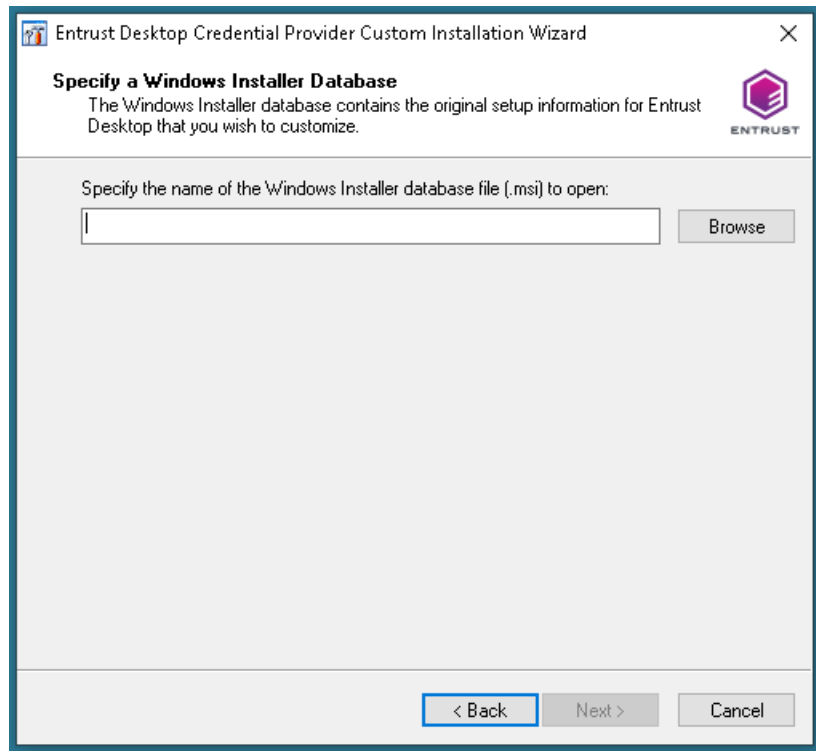 Entrust Desktop Credential Provider Custom Installation Wizard
Specify a Windows Installer Database
The Windows Installer database contains the original setup information for Entrust
Desktop that you wish to customize.
ENTRUST
Specify the name of the Windows Installer database file (.msi) to open:
Browse
< Back
Next >
Cancel